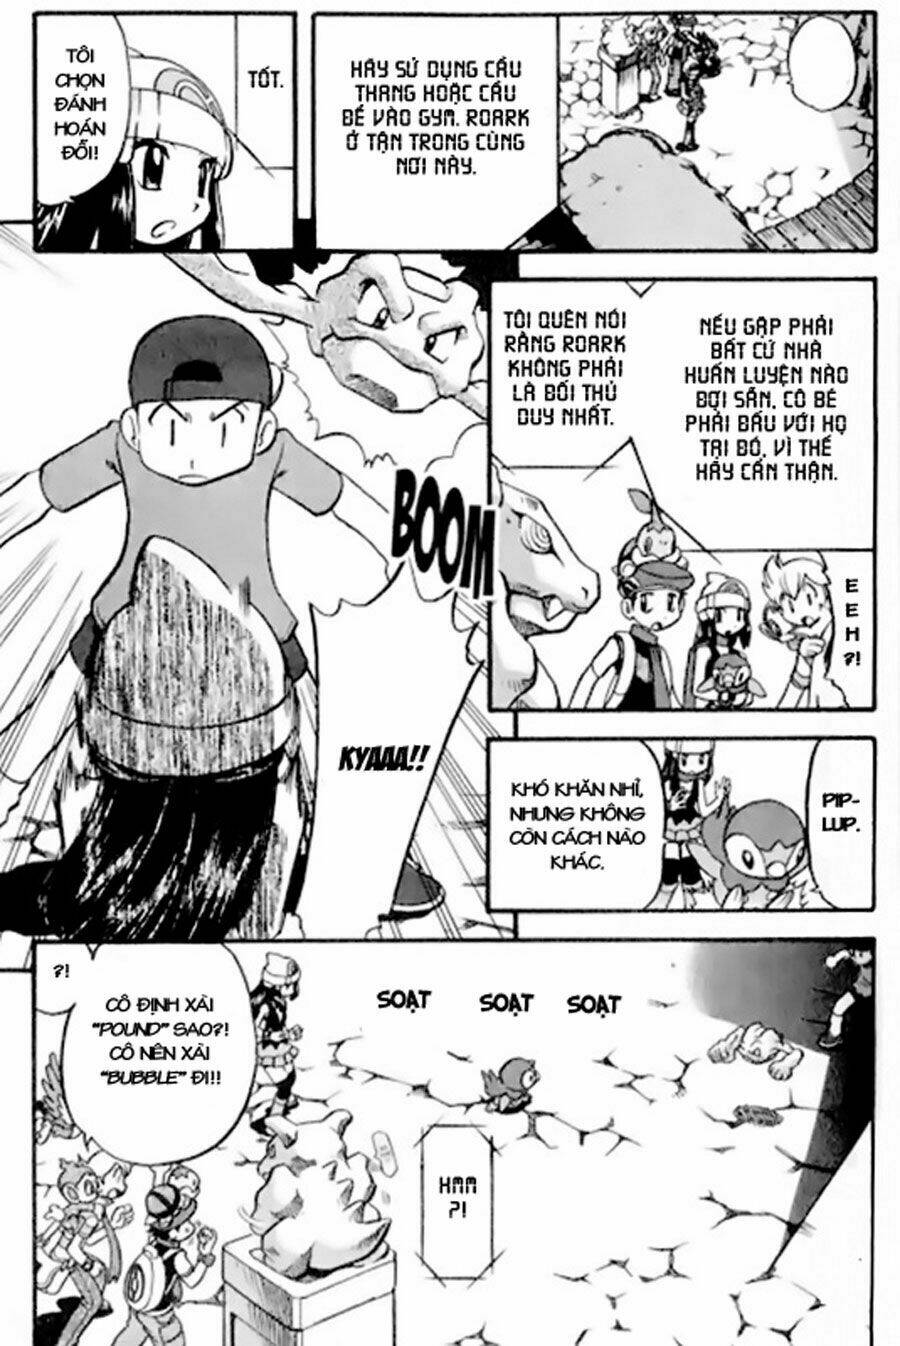 TÔI
CHỌN
ĐÁNH
HOÁN
ĐỔI!
TỐT.
HÃY SỬ DỤNG CẦU
THANG HOẶC CẦU
BỂ VÀO GYM. ROARK
Ở TẬN TRONG CÙNG
NƠI NÀY.
TÔI QUÊN NÓI
RẰNG ROARK
KHÔNG PHẢI
LÀ ĐỐI THỦ
DUY NHẤT.
NẾU GẶP PHẢI
BẤT CỨ NHÀ
HUẤN LUYỆN NÀO
ĐỢI SẴN, CÔ BÉ
PHẢI ĐẤU VỚI HỌ
TẠI ĐÓ, VÌ THẾ
HÃY CẨN THẬN.
E
E
H
?!
BOOM
KYAAA!!
KHÓ KHĂN NHỈ,
NHƯNG KHÔNG
CÒN CÁCH NÀO
KHÁC.
PIP-
LUP.
?!
CÔ ĐỊNH XÀI
"POUND" SAO?!
CÔ NÊN XÀI
"BUBBLE" ĐI!!
SOẠT SOẠT SOẠT
HMM
?!